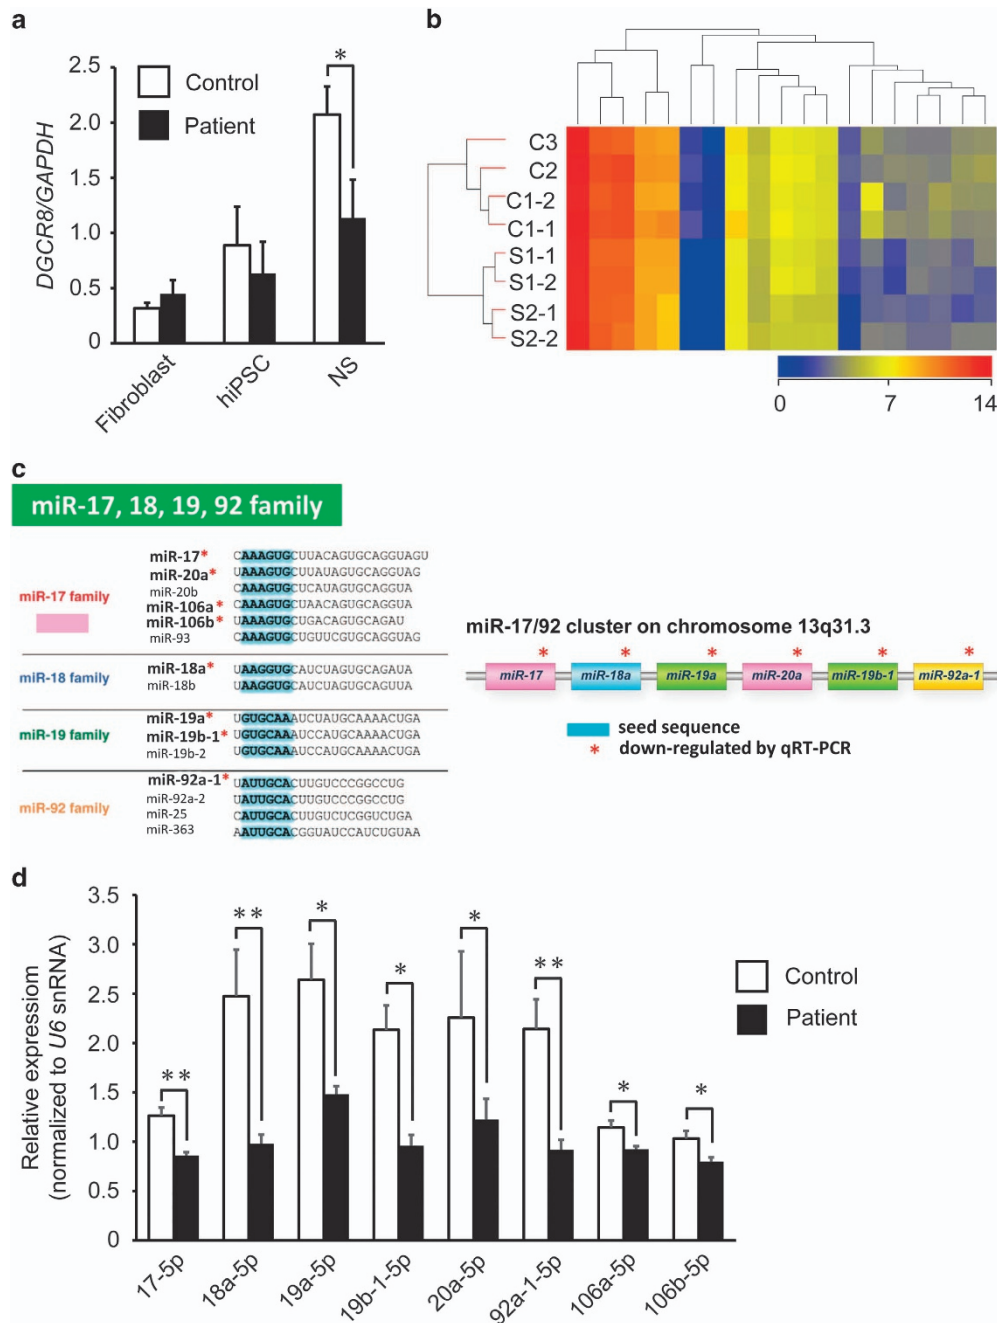 a
2.5
2.0
1.5
1.0
0.5
0
DGCR8/GAPDH
Control
Patient
*
Fibroblast
hiPSC
NS
b
C3
C2
C1-2
C1-1
S1-1
S1-2
S2-1
S2-2
0 7 14
c
miR-17, 18, 19, 92 family
miR-17 family
miR-17* CAAAGUGCUUACAGUGCAGGUAGU
miR-20a* UAAAGUGCUUAUAGUGCAGGUAG
miR-20b CAAAGUGCUCAUAGUGCAGGUA
miR-106a* CAAAGUGCUAACAGUGCAGGUA
miR-106b* UAAAGUGCUGACAGUGCAGAU
miR-93 CAAAGUGCUGUUCGUGCAGGUAG
miR-18 family
miR-18a* UAAGGUGCAUCUAGUGCAGAUA
miR-18b UAAGGUGCAUCUAGUGCAGUUA
miR-19 family
miR-19a* UGUGCAAAUCUAUGCAAAACUGA
miR-19b-1* UGUGCAAAUCCAUGCAAAACUGA
miR-19b-2 UGUGCAAAUCCAUGCAAAACUGA
miR-92 family
miR-92a-1* UAUUGCACUUGUCCCGGCCUG
miR-92a-2 UAUUGCACUUGUCCCGGCCUG
miR-25 CAUUGCACUUGUCUCGGUCUGA
miR-363 AAUUGCACGGUAUCCAUCUGUAA
miR-17/92 cluster on chromosome 13q31.3
* * * * * *
miR-17 miR-18a miR-19a miR-20a miR-19b-1 miR-92a-1
seed sequence
* down-regulated by qRT-PCR
d
3.5
3.0
2.5
2.0
1.5
1.0
0.5
0
Relative expression
(normalized to U6 snRNA)
** ** * * * ** * *
Control
Patient
17-5p
18a-5p
19a-5p
19b-1-5p
20a-5p
92a-1-5p
106a-5p
106b-5p